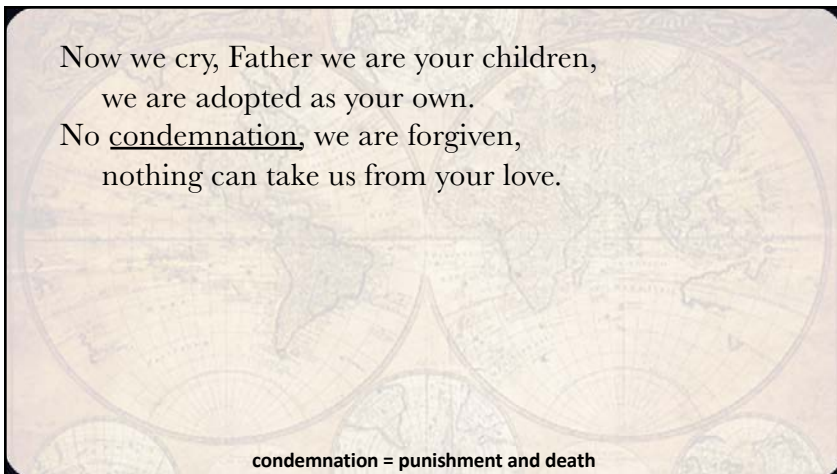 Now we cry, Father we are your children,
we are adopted as your own.
No condemnation, we are forgiven,
nothing can take us from your love.
condemnation = punishment and death